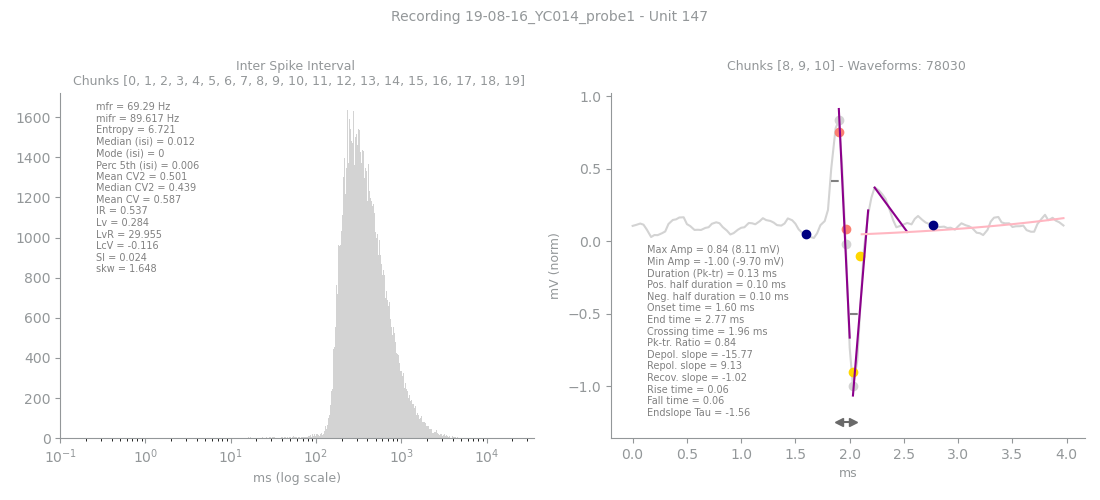 Recording 19-08-16_YC014_probe1 - Unit 147
Inter Spike Interval
Chunks [0, 1, 2, 3, 4, 5, 6, 7, 8, 9, 10, 11, 12, 13, 14, 15, 16, 17, 18, 19]
mfr = 69.29 Hz
mifr = 89.617 Hz
Entropy = 6.721
Median (isi) = 0.012
Mode (isi) = 0
Perc 5th (isi) = 0.006
Mean CV2 = 0.501
Median CV2 = 0.439
Mean CV = 0.587
IR = 0.537
Lv = 0.284
LvR = 29.955
LcV = -0.116
SI = 0.024
skw = 1.648
1600
1400
1200
1000
800
600
400
200
0
10⁻¹ 10⁰ 10¹ 10² 10³ 10⁴
ms (log scale)
Chunks [8, 9, 10] - Waveforms: 78030
mV (norm)
1.0
0.5
0.0
−0.5
−1.0
Max Amp = 0.84 (8.11 mV)
Min Amp = -1.00 (-9.70 mV)
Duration (Pk-tr) = 0.13 ms
Pos. half duration = 0.10 ms
Neg. half duration = 0.10 ms
Onset time = 1.60 ms
End time = 2.77 ms
Crossing time = 1.96 ms
Pk-tr. Ratio = 0.84
Depol. slope = -15.77
Repol. slope = 9.13
Recov. slope = -1.02
Rise time = 0.06
Fall time = 0.06
Endslope Tau = -1.56
0.0 0.5 1.0 1.5 2.0 2.5 3.0 3.5 4.0
ms